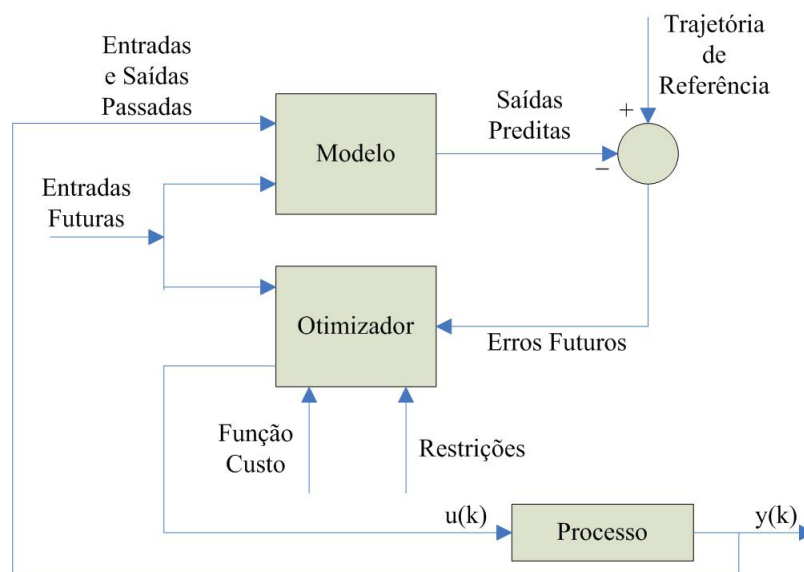 Entradas
e Saídas
Passadas
Trajetória
de
Referência
Saídas
Preditas
+
−
Modelo
Entradas
Futuras
Otimizador
Erros Futuros
Função
Custo
Restrições
u(k)
Processo
y(k)